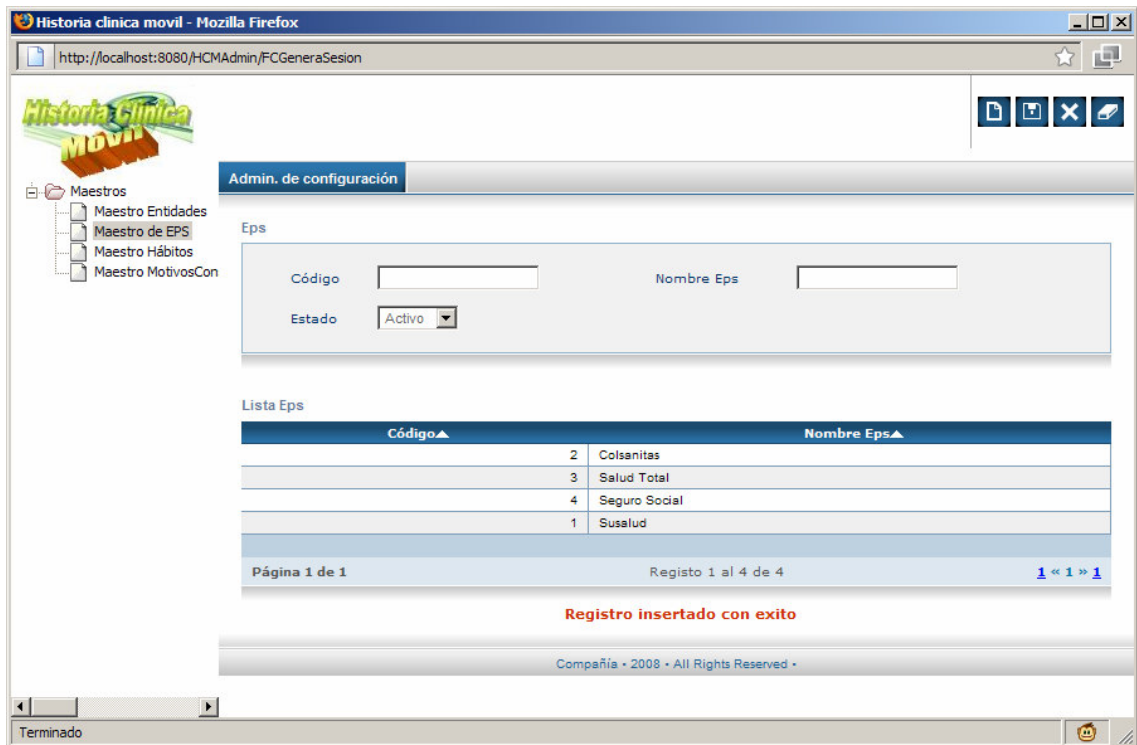 Historia clinica movil - Mozilla Firefox
http://localhost:8080/HCMAdmin/FCGeneraSesion
Historia Clínica
Móvil
Maestros
Maestro Entidades
Maestro de EPS
Maestro Hábitos
Maestro MotivosCon
Admin. de configuración
Eps
Código Nombre Eps
Estado Activo
Lista Eps
Código▲ Nombre Eps▲
2 Colsanitas
3 Salud Total
4 Seguro Social
1 Susalud
Página 1 de 1 Registo 1 al 4 de 4 1 « 1 » 1
Registro insertado con exito
Compañía • 2008 • All Rights Reserved •
Terminado